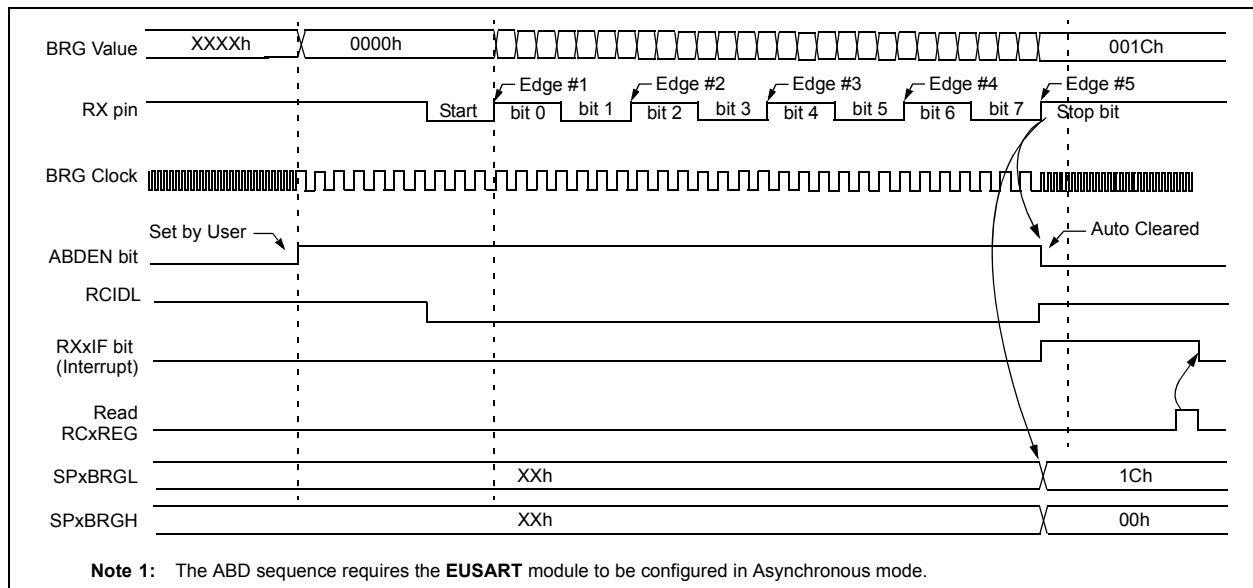 BRG Value XXXXh 0000h 001Ch
Edge #1 Edge #2 Edge #3 Edge #4 Edge #5
RX pin Start bit 0 bit 1 bit 2 bit 3 bit 4 bit 5 bit 6 bit 7 Stop bit
BRG Clock
Set by User Auto Cleared
ABDEN bit
RCIDL
RXxIF bit
(Interrupt)
Read
RCxREG
SPxBRGL XXh 1Ch
SPxBRGH XXh 00h
Note 1: The ABD sequence requires the EUSART module to be configured in Asynchronous mode.